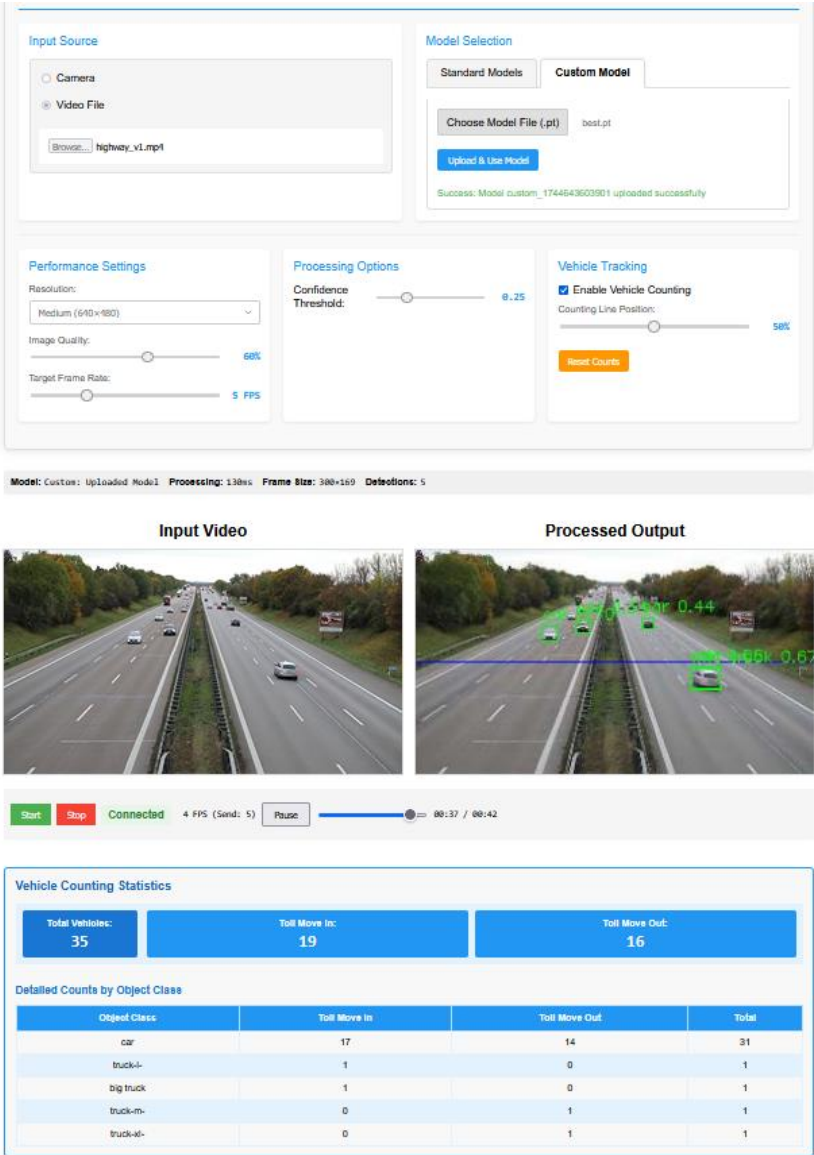 Input Source
Camera
Video File
Browse... highway_v1.mp4
Model Selection
Standard Models Custom Model
Choose Model File (.pt) best.pt
Upload & Use Model
Success: Model custom_1744643603901 uploaded successfully
Performance Settings
Resolution:
Medium (640×480)
Image Quality:
60%
Target Frame Rate:
5 FPS
Processing Options
Confidence
Threshold:
0.25
Vehicle Tracking
Enable Vehicle Counting
Counting Line Position:
50%
Reset Counts
Model: Custom: Uploaded Model Processing: 130ms Frame Size: 300×169 Detections: 5
Input Video Processed Output
0.44
0.67
Start Stop Connected 4 FPS (Send: 5) Pause 00:37 / 00:42
Vehicle Counting Statistics
Total Vehicles: Toll Move In: Toll Move Out:
35 19 16
Detailed Counts by Object Class
Object Class Toll Move In Toll Move Out Total
car 17 14 31
truck-l- 1 0 1
big truck 1 0 1
truck-m- 0 1 1
truck-xl- 0 1 1